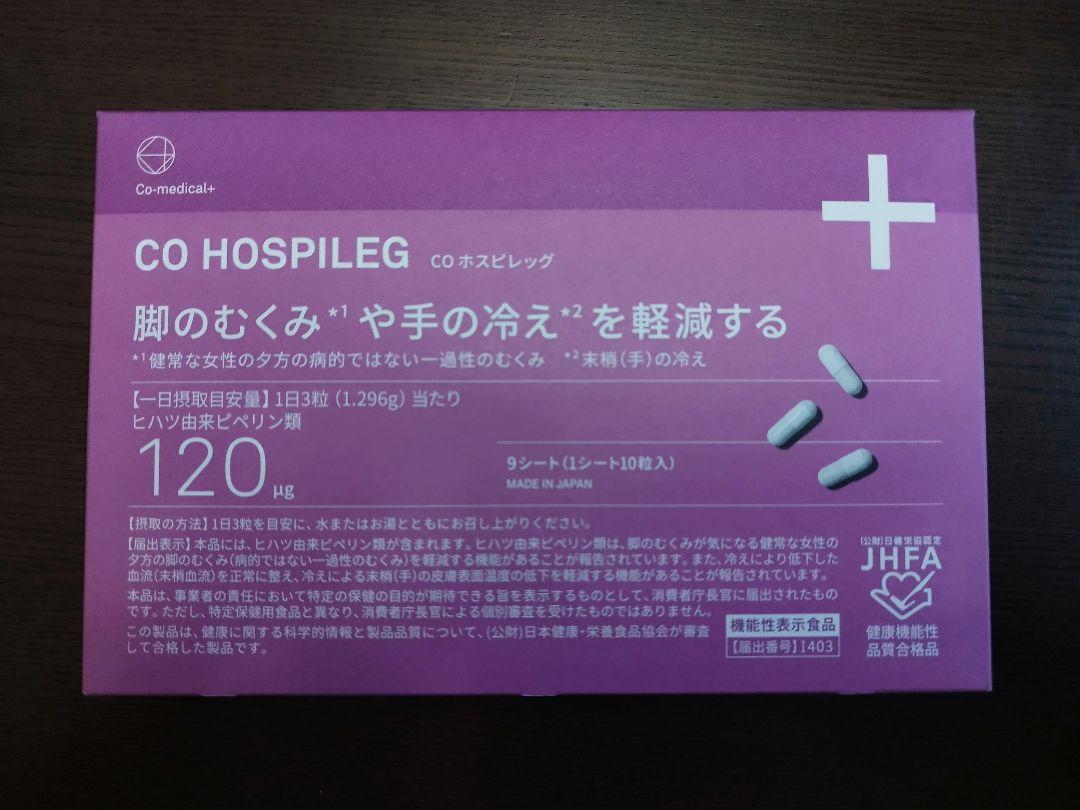 Co-medical+
CO HOSPILEG COホスピレッグ
脚のむくみ*1や手の冷え*2を軽減する
*1健常な女性の夕方の病的ではない一過性のむくみ *2末梢(手)の冷え
【一日摂取目安量】1日3粒(1.296g)当たり
ヒハツ由来ピペリン類
120μg
9シート(1シート10粒入)
MADE IN JAPAN
【摂取の方法】1日3粒を目安に、水またはお湯とともにお召し上がりください。
【届出表示】本品には、ヒハツ由来ピペリン類が含まれます。ヒハツ由来ピペリン類は、脚のむくみが気になる健常な女性の
夕方の脚のむくみ(病的ではない一過性のむくみ)を軽減する機能があることが報告されています。また、冷えにより低下した
血流(末梢血流)を正常に整え、冷えによる末梢(手)の皮膚表面温度の低下を軽減する機能があることが報告されています。
本品は、事業者の責任において特定の保健の目的が期待できる旨を表示するものとして、消費者庁長官に届出されたもの
です。ただし、特定保健用食品と異なり、消費者庁長官による個別審査を受けたものではありません。
この製品は、健康に関する科学的情報と製品品質について、(公財)日本健康・栄養食品協会が審査
して合格した製品です。
機能性表示食品
【届出番号】I403
(公財)日健栄協認定
JHFA
健康機能性
品質合格品